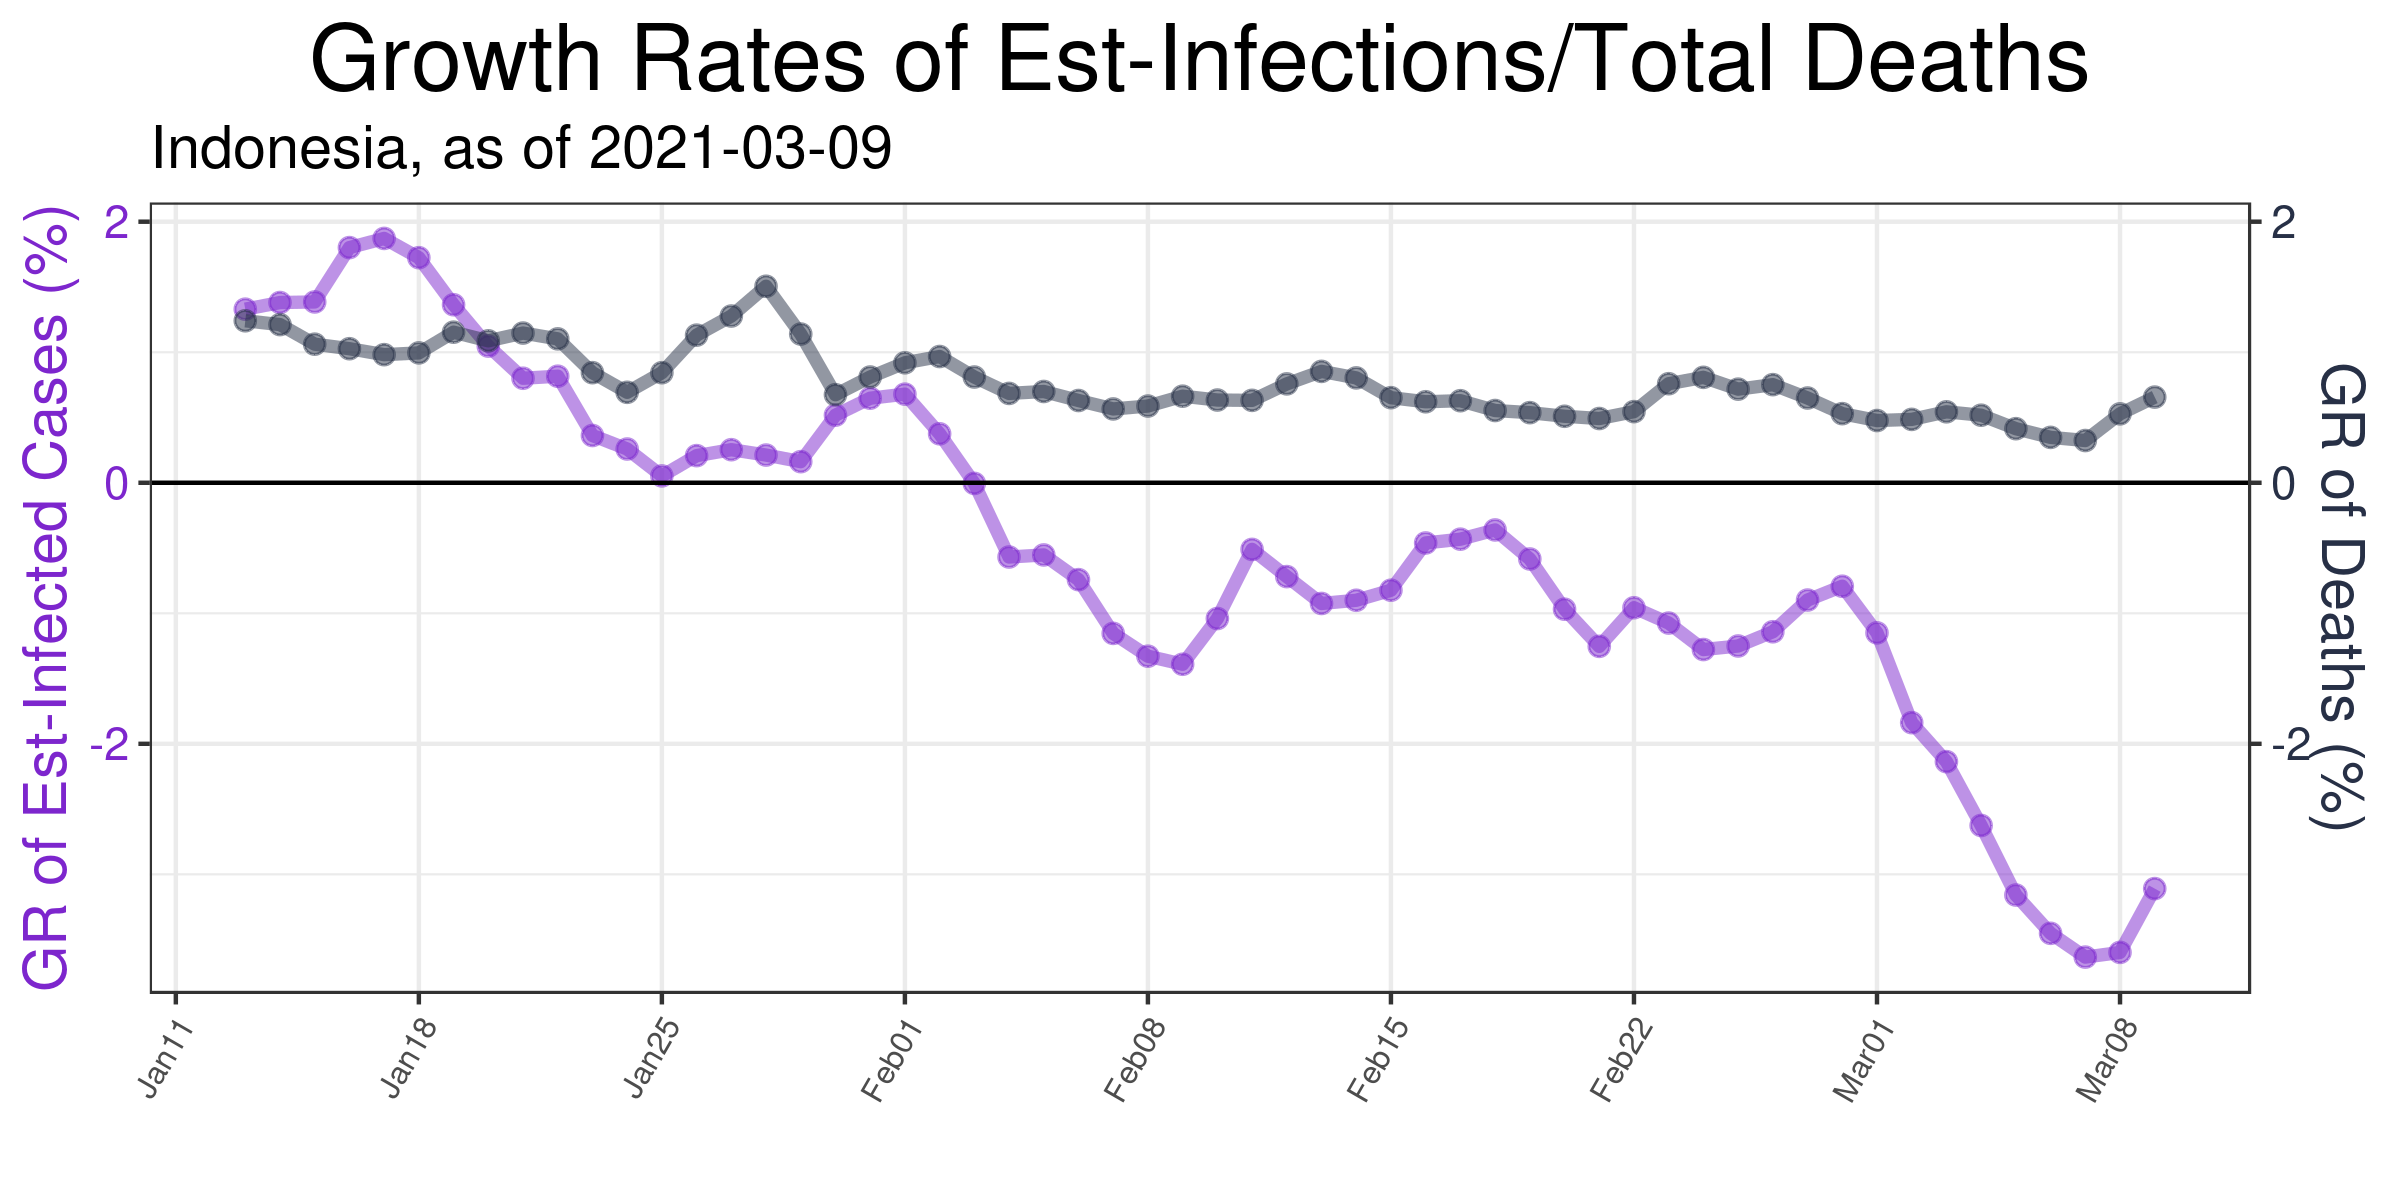 Growth Rates of Est-Infections/Total Deaths
Indonesia, as of 2021-03-09
GR of Est-Infected Cases (%)
2
0
-2
2
0
-2
GR of Deaths (%)
Jan11
Jan18
Jan25
Feb01
Feb08
Feb15
Feb22
Mar01
Mar08